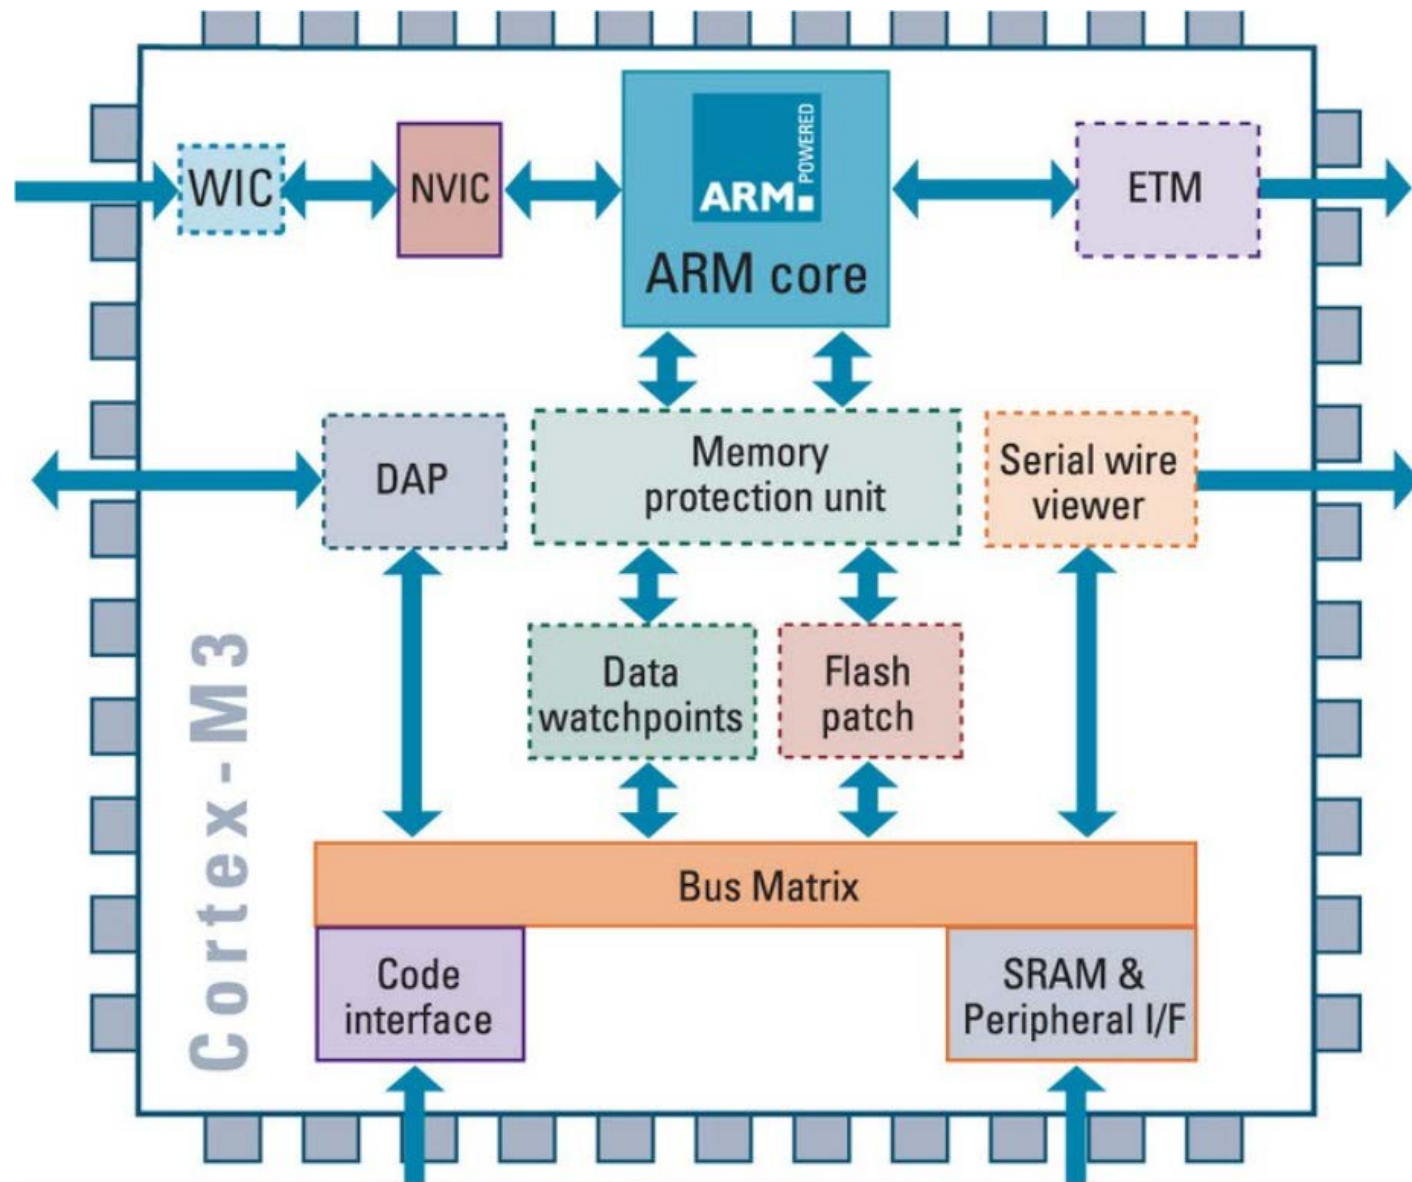 WIC
NVIC
ARM
POWERED
ARM core
ETM
DAP
Memory
protection unit
Serial wire
viewer
Data
watchpoints
Flash
patch
Cortex-M3
Bus Matrix
Code
interface
SRAM &
Peripheral I/F